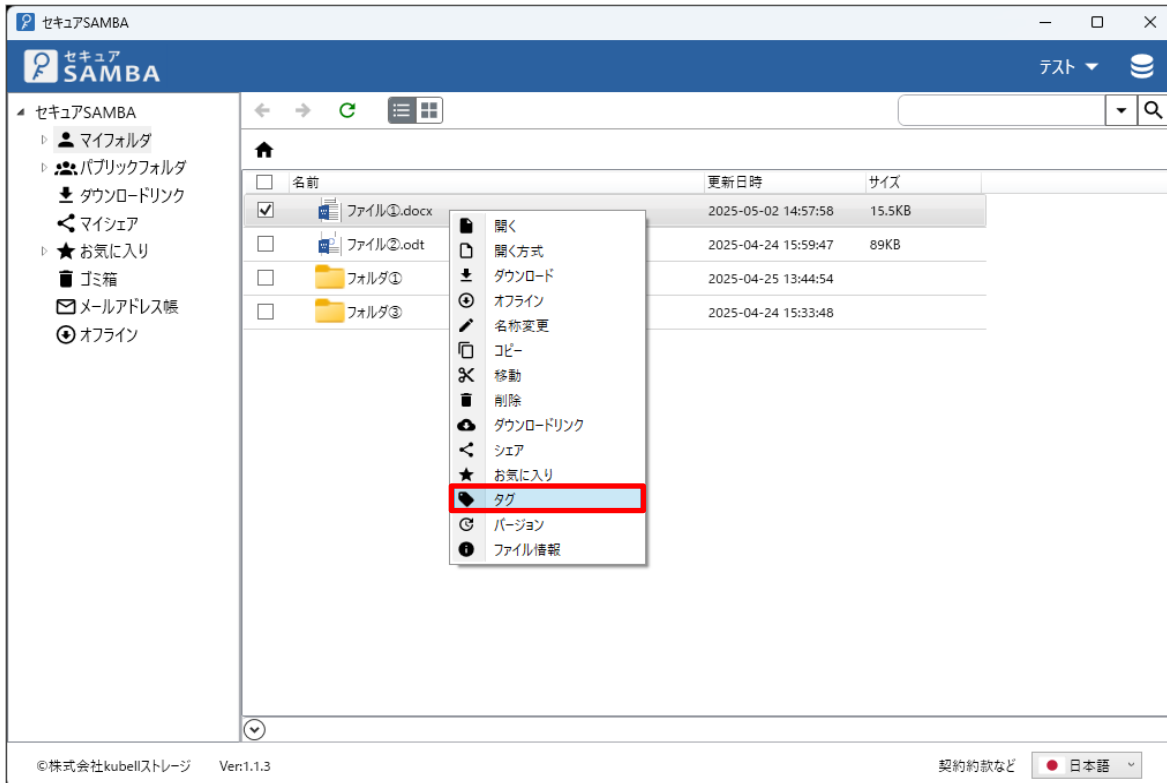 セキュアSAMBA
セキュア
SAMBA
テスト
セキュアSAMBA
マイフォルダ
パブリックフォルダ
ダウンロードリンク
マイシェア
お気に入り
ゴミ箱
メールアドレス帳
オフライン
名前 更新日時 サイズ
ファイル①.docx 2025-05-02 14:57:58 15.5KB
ファイル②.odt 2025-04-24 15:59:47 89KB
フォルダ① 2025-04-25 13:44:54
フォルダ③ 2025-04-24 15:33:48
開く
開く方式
ダウンロード
オフライン
名称変更
コピー
移動
削除
ダウンロードリンク
シェア
お気に入り
タグ
バージョン
ファイル情報
©株式会社kubellストレージ Ver:1.1.3 契約約款など 日本語